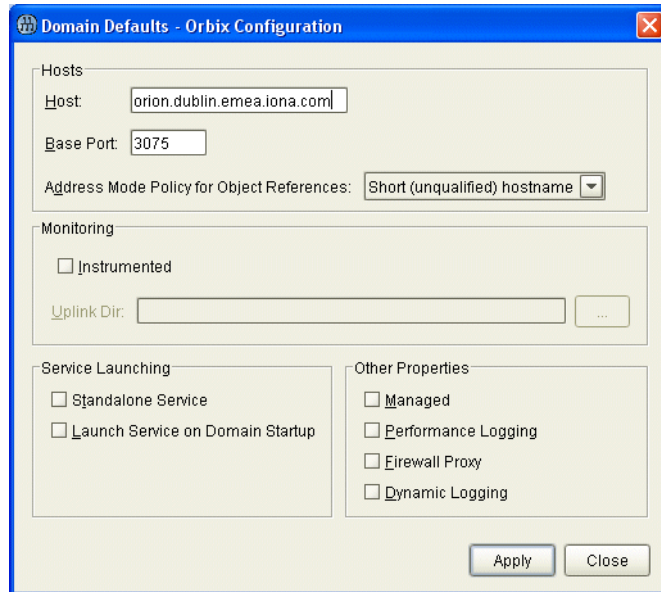 Domain Defaults - Orbix Configuration
Hosts
Host: orion.dublin.emea.iona.com
Base Port: 3075
Address Mode Policy for Object References: Short (unqualified) hostname
Monitoring
Instrumented
Uplink Dir: ...
Service Launching
Standalone Service
Launch Service on Domain Startup
Other Properties
Managed
Performance Logging
Firewall Proxy
Dynamic Logging
Apply Close